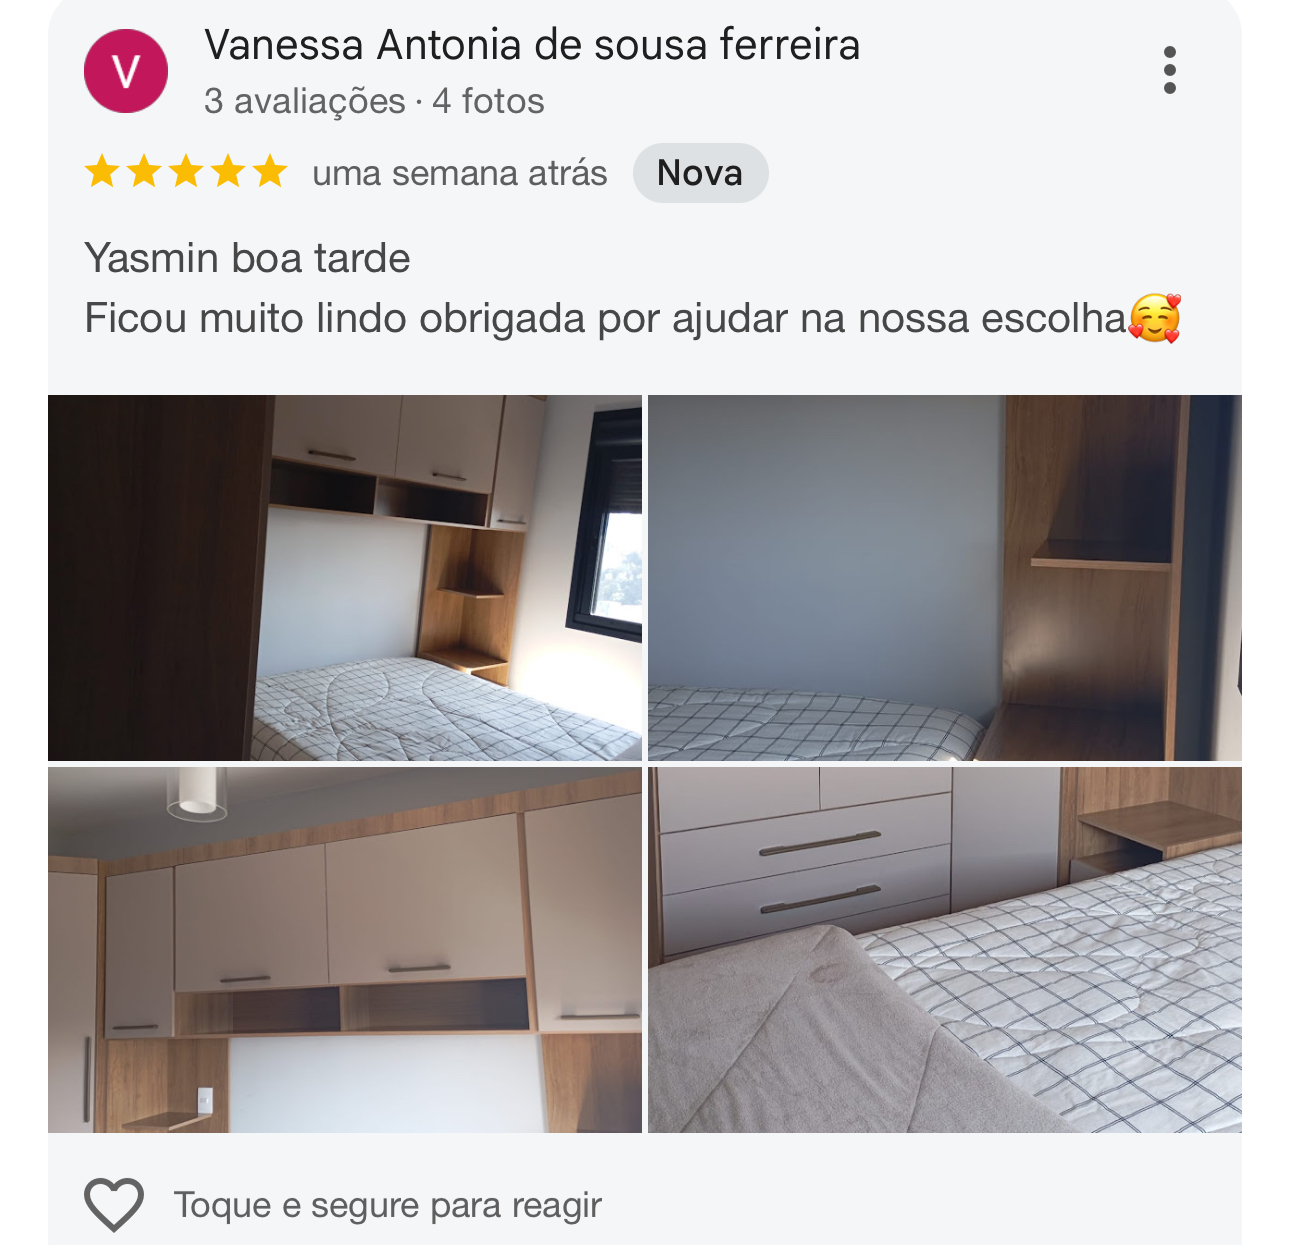 V
Vanessa Antonia de sousa ferreira
3 avaliações · 4 fotos
uma semana atrás Nova
Yasmin boa tarde
Ficou muito lindo obrigada por ajudar na nossa escolha🥰
Toque e segure para reagir